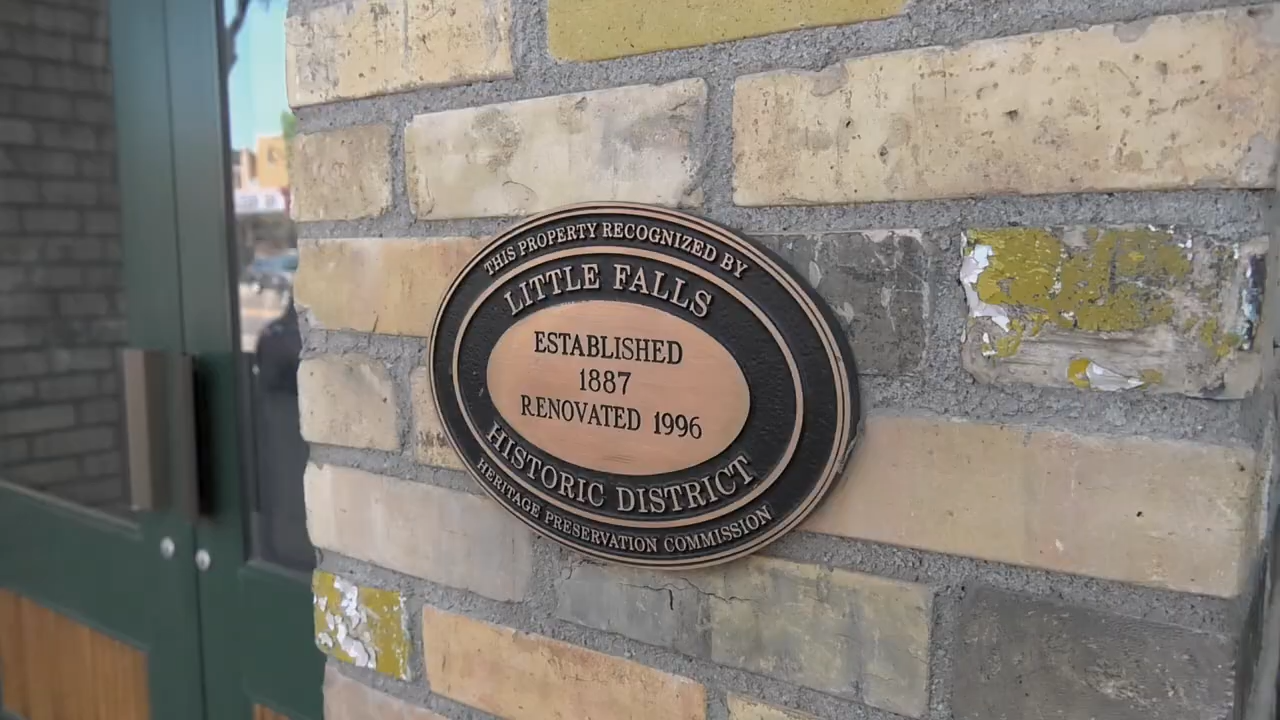 THIS PROPERTY RECOGNIZED BY
LITTLE FALLS
ESTABLISHED
1887
RENOVATED 1996
HISTORIC DISTRICT
HERITAGE PRESERVATION COMMISSION